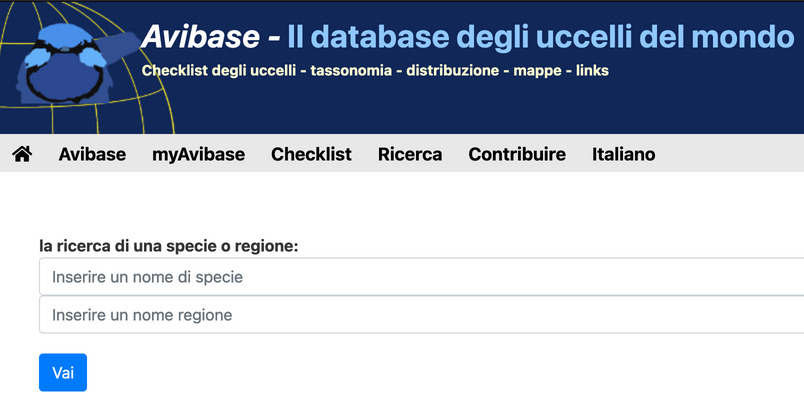 Avibase - Il database degli uccelli del mondo
Checklist degli uccelli - tassonomia - distribuzione - mappe - links
Avibase myAvibase Checklist Ricerca Contribuire Italiano
la ricerca di una specie o regione:
Inserire un nome di specie
Inserire un nome regione
Vai